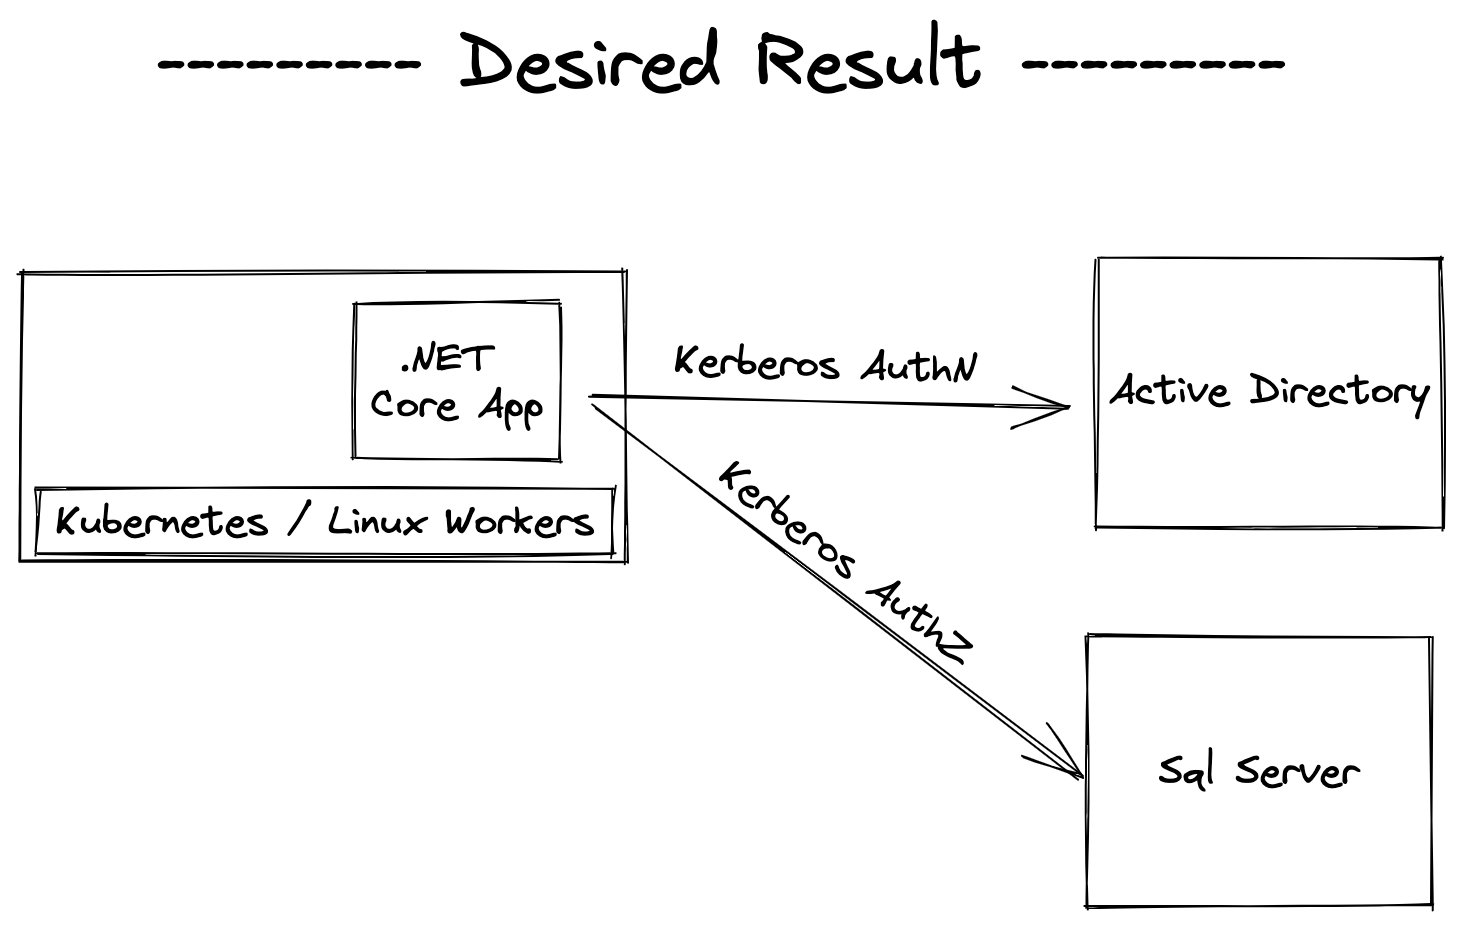 --------- Desired Result ---------
.NET
Core App
Kubernetes / Linux Workers
Kerberos AuthN
Active Directory
Kerberos AuthZ
Sql Server